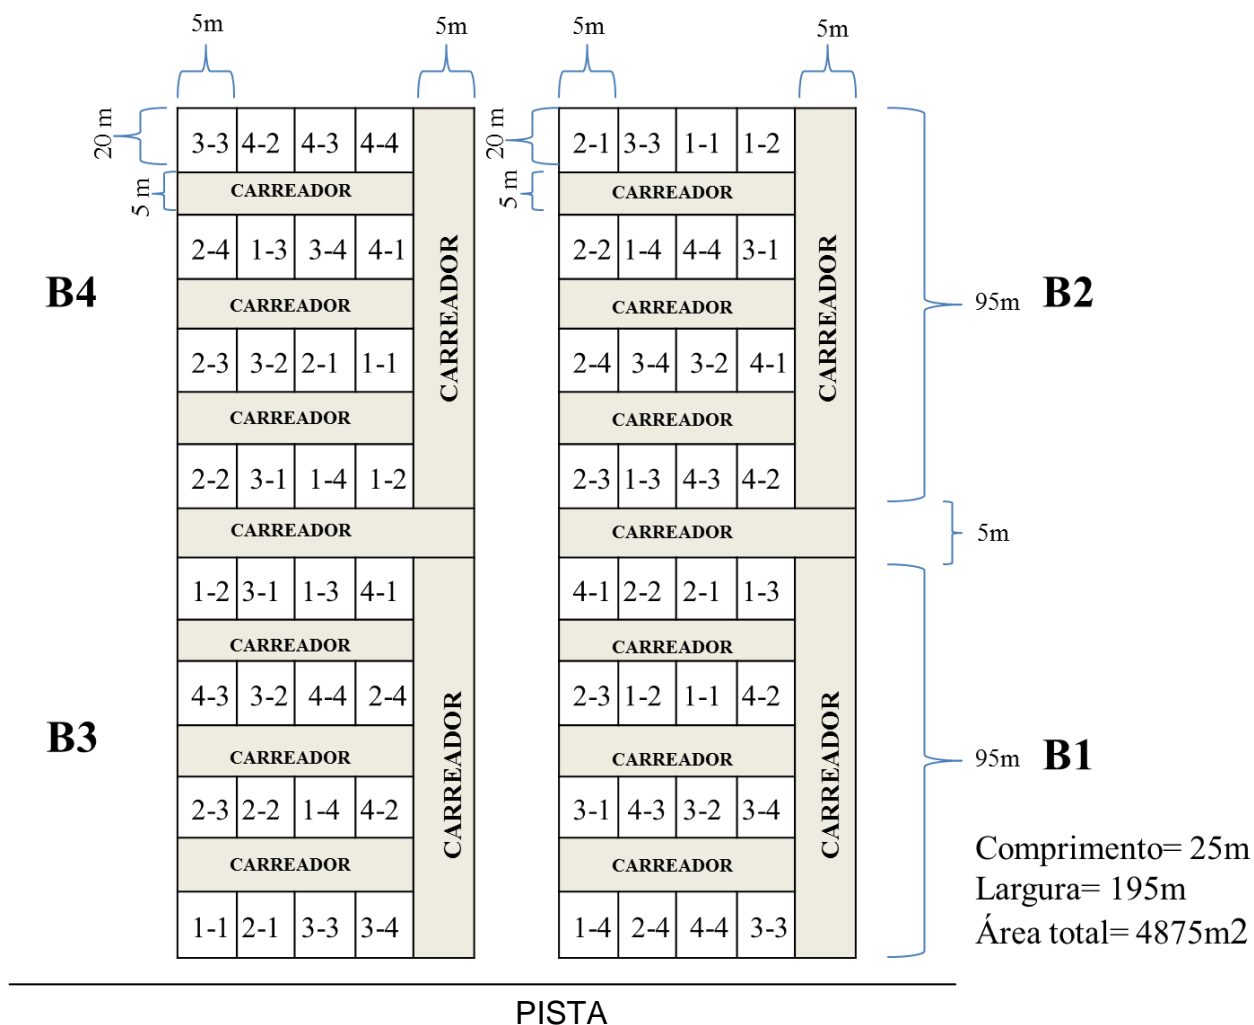 5m 5m 5m 5m
20 m 3-3 4-2 4-3 4-4 20 m 2-1 3-3 1-1 1-2
5 m CARREADOR 5 m CARREADOR
2-4 1-3 3-4 4-1 2-2 1-4 4-4 3-1
B4 CARREADOR CARREADOR CARREADOR CARREADOR 95m B2
2-3 3-2 2-1 1-1 2-4 3-4 3-2 4-1
CARREADOR CARREADOR
2-2 3-1 1-4 1-2 2-3 1-3 4-3 4-2
CARREADOR CARREADOR 5m
1-2 3-1 1-3 4-1 4-1 2-2 2-1 1-3
CARREADOR CARREADOR
4-3 3-2 4-4 2-4 2-3 1-2 1-1 4-2
B3 CARREADOR CARREADOR CARREADOR CARREADOR 95m B1
2-3 2-2 1-4 4-2 3-1 4-3 3-2 3-4
CARREADOR CARREADOR
1-1 2-1 3-3 3-4 1-4 2-4 4-4 3-3
Comprimento= 25m
Largura= 195m
Área total= 4875m2
PISTA